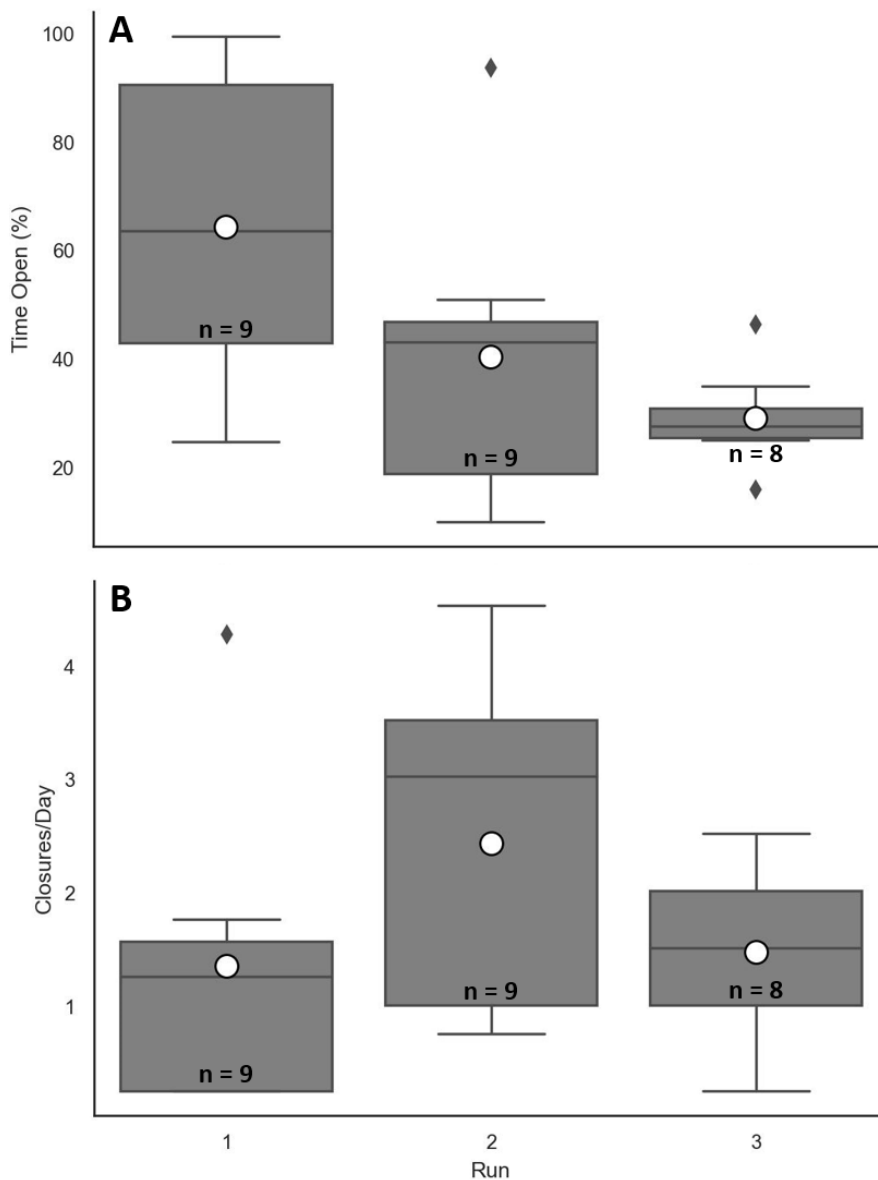 A
100
80
60
40
20
Time Open (%)
n = 9
n = 9
n = 8
B
4
3
2
1
Closures/Day
n = 9
n = 9
n = 8
1 2 3
Run